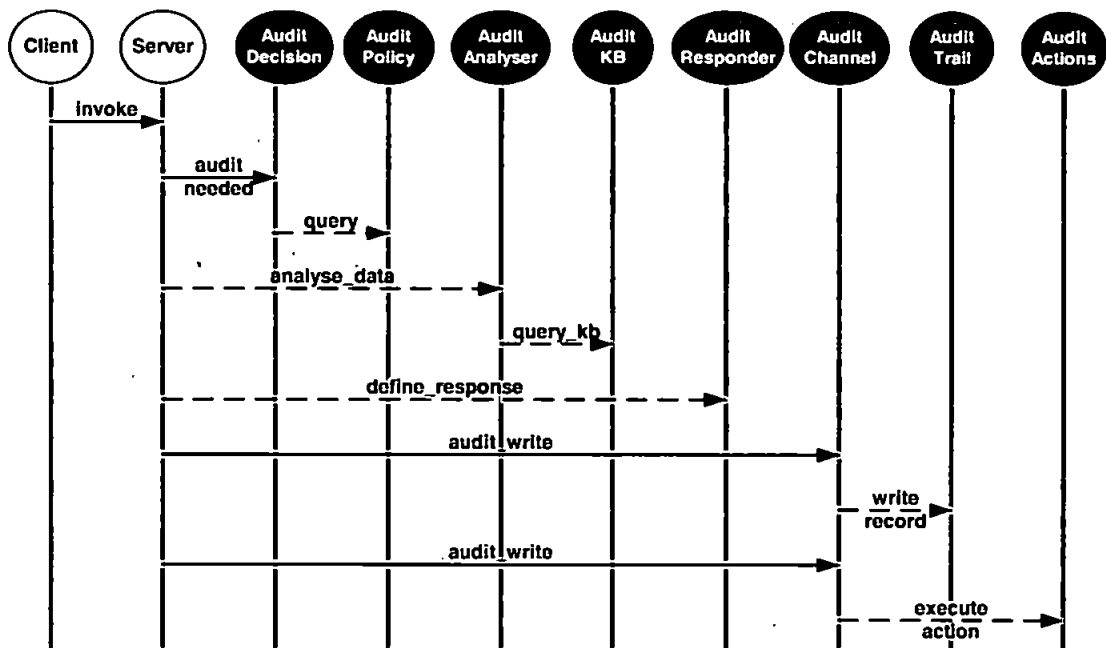 Client
Server
Audit
Decision
Audit
Policy
Audit
Analyser
Audit
KB
Audit
Responder
Audit
Channel
Audit
Trail
Audit
Actions
invoke
audit
needed
query
analyse_data
query_kb
define_response
audit_write
write
record
audit_write
execute
action